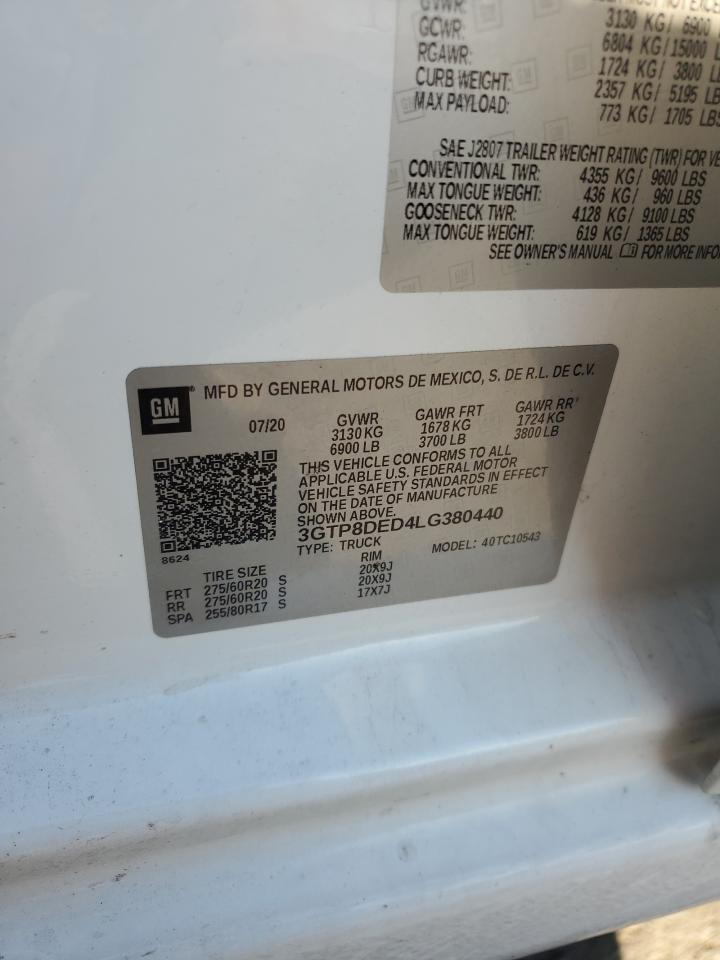 GVWR: 3130 KG/ 6900
GCWR: 6804 KG/15000 L
RGAWR: 1724 KG/ 3800 L
CURB WEIGHT: 2357 KG/ 5195 LB
MAX PAYLOAD: 773 KG/ 1705 LBS
SAE J2807 TRAILER WEIGHT RATING (TWR) FOR VE
CONVENTIONAL TWR: 4355 KG/ 9600 LBS
MAX TONGUE WEIGHT: 436 KG/ 960 LBS
GOOSENECK TWR: 4128 KG/ 9100 LBS
MAX TONGUE WEIGHT: 619 KG/ 1365 LBS
SEE OWNER'S MANUAL FOR MORE INFO
GM ® MFD BY GENERAL MOTORS DE MEXICO, S. DE R.L. DE C.V.
07/20 GVWR GAWR FRT GAWR RR
3130 KG 1678 KG 1724 KG
6900 LB 3700 LB 3800 LB
THIS VEHICLE CONFORMS TO ALL
APPLICABLE U.S. FEDERAL MOTOR
VEHICLE SAFETY STANDARDS IN EFFECT
ON THE DATE OF MANUFACTURE
SHOWN ABOVE.
3GTP8DED4LG380440
TYPE: TRUCK MODEL: 40TC10543
8624
TIRE SIZE RIM
FRT 275/60R20 S 20X9J
RR 275/60R20 S 20X9J
SPA 255/80R17 S 17X7J